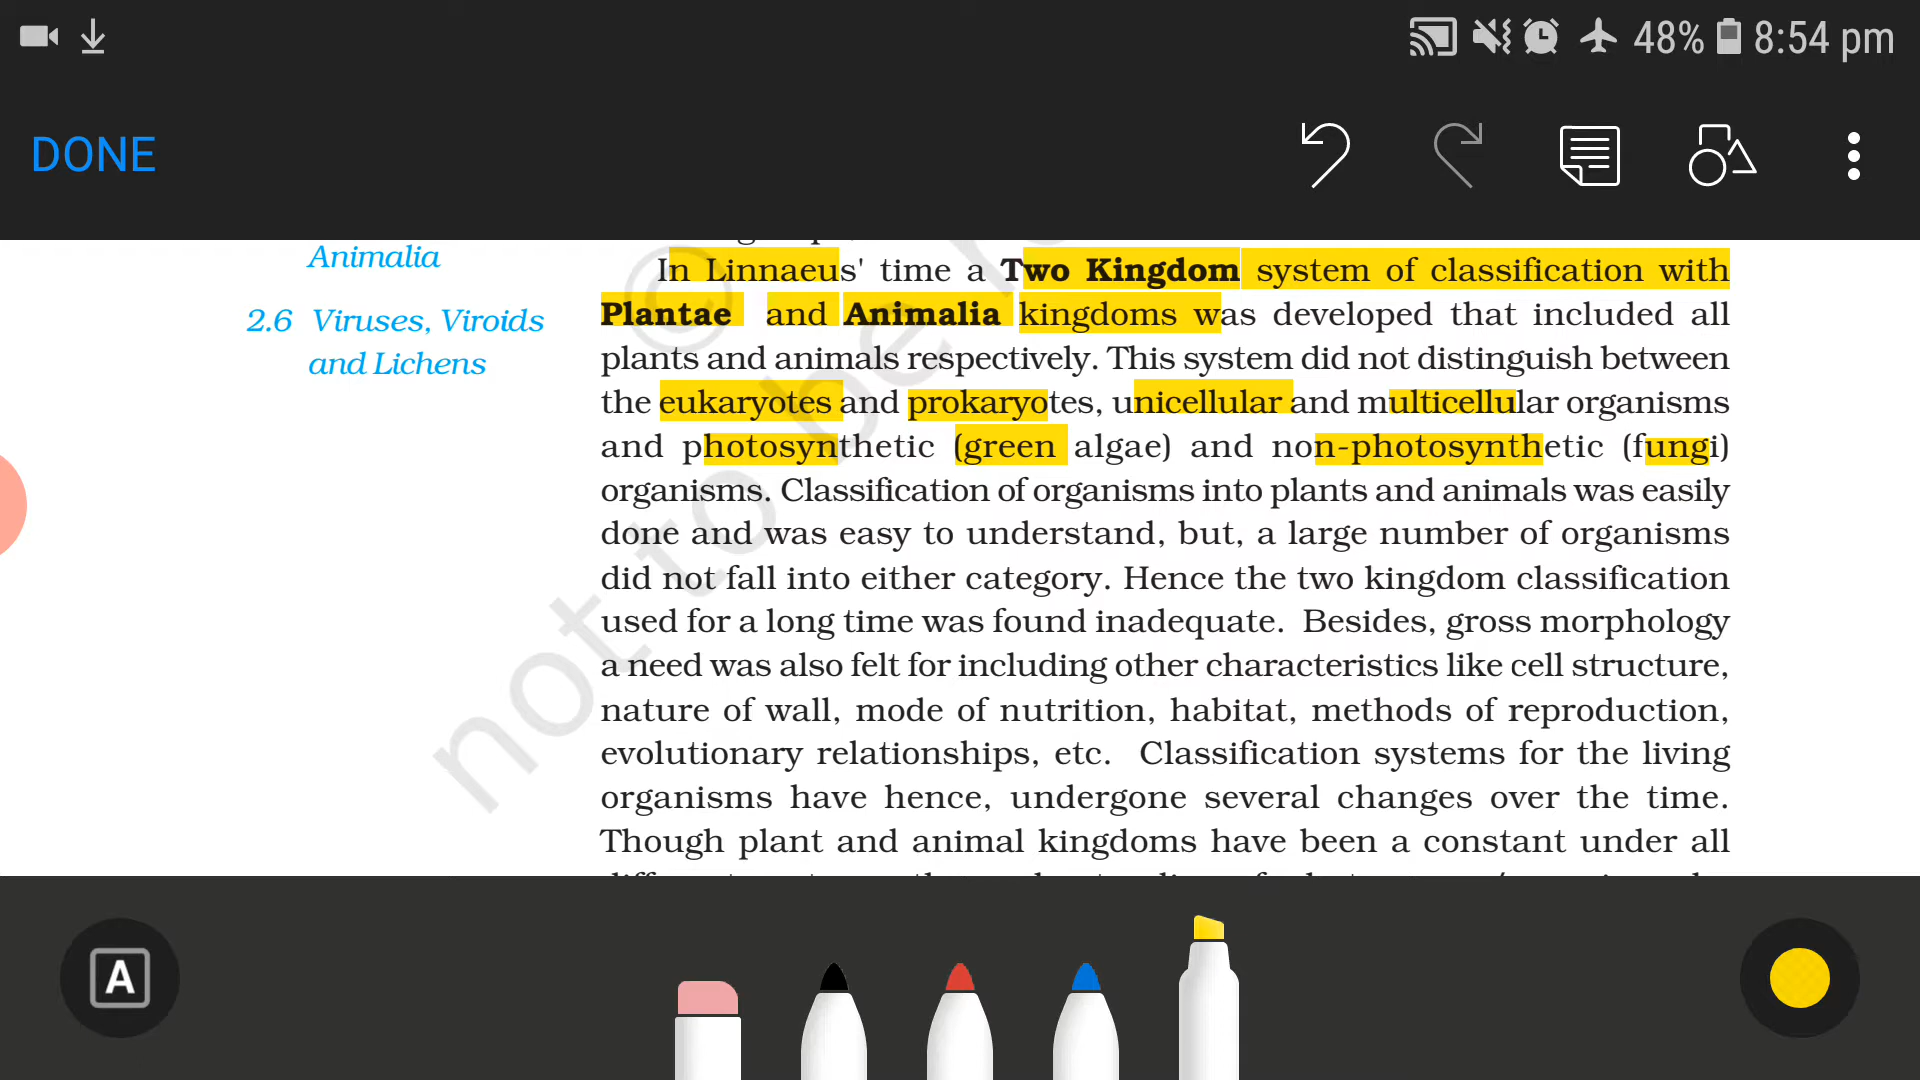 48% 8:54 pm
DONE
Animalia
2.6 Viruses, Viroids
and Lichens
In Linnaeus' time a Two Kingdom system of classification with
Plantae and Animalia kingdoms was developed that included all
plants and animals respectively. This system did not distinguish between
the eukaryotes and prokaryotes, unicellular and multicellular organisms
and photosynthetic (green algae) and non-photosynthetic (fungi)
organisms. Classification of organisms into plants and animals was easily
done and was easy to understand, but, a large number of organisms
did not fall into either category. Hence the two kingdom classification
used for a long time was found inadequate. Besides, gross morphology
a need was also felt for including other characteristics like cell structure,
nature of wall, mode of nutrition, habitat, methods of reproduction,
evolutionary relationships, etc. Classification systems for the living
organisms have hence, undergone several changes over the time.
Though plant and animal kingdoms have been a constant under all
© not to be
A